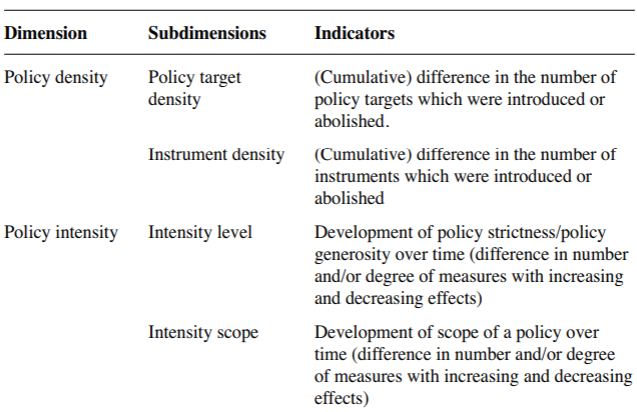 Dimension Subdimensions Indicators
Policy density Policy target (Cumulative) difference in the number of
density policy targets which were introduced or
abolished.
Instrument density (Cumulative) difference in the number of
instruments which were introduced or
abolished
Policy intensity Intensity level Development of policy strictness/policy
generosity over time (difference in number
and/or degree of measures with increasing
and decreasing effects)
Intensity scope Development of scope of a policy over
time (difference in number and/or degree
of measures with increasing and decreasing
effects)